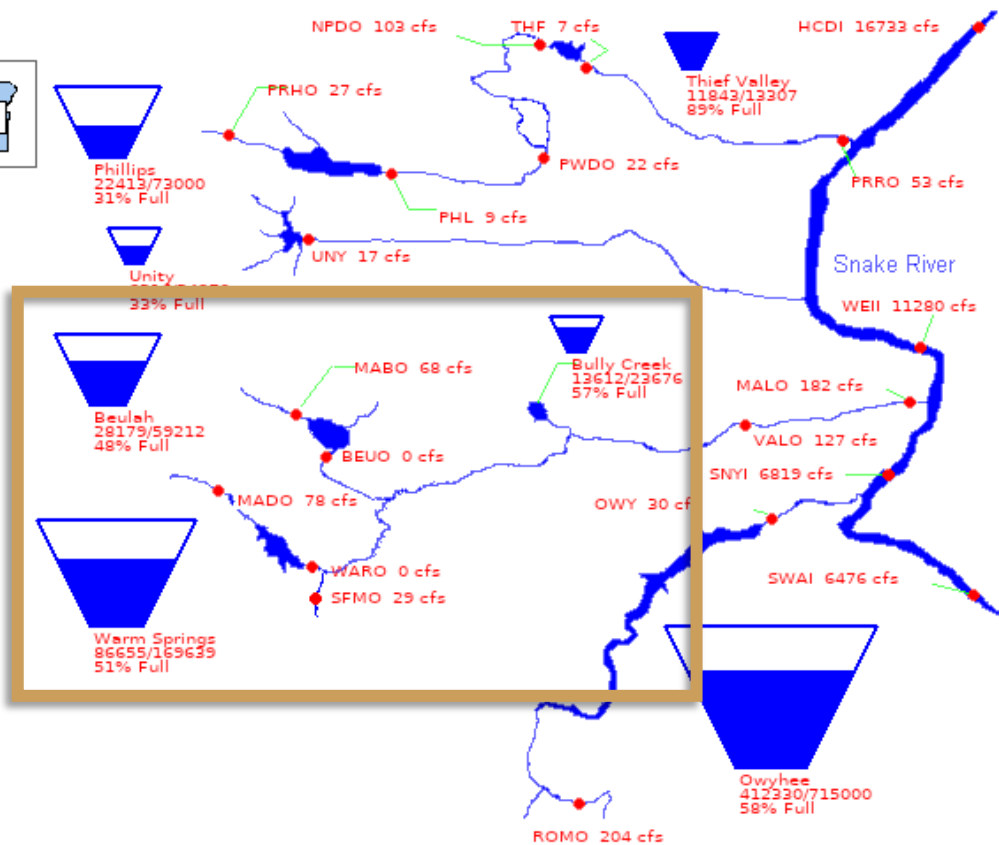 NPDO 103 cfs
THF 7 cfs
HCDI 16733 cfs
Thief Valley
11843/13307
89% Full
PRHO 27 cfs
Phillips
22413/73000
31% Full
PWDO 22 cfs
PRRO 53 cfs
PHL 9 cfs
UNY 17 cfs
Unity
33% Full
Snake River
WEII 11280 cfs
MABO 68 cfs
Bully Creek
13612/23676
57% Full
MALO 182 cfs
Beulah
28179/59212
48% Full
VALO 127 cfs
BEUO 0 cfs
SNYI 6819 cfs
MADO 78 cfs
OWY 30 cf
WARO 0 cfs
SWAI 6476 cfs
SFMO 29 cfs
Warm Springs
86655/169639
51% Full
Owyhee
412330/715000
58% Full
ROMO 204 cfs